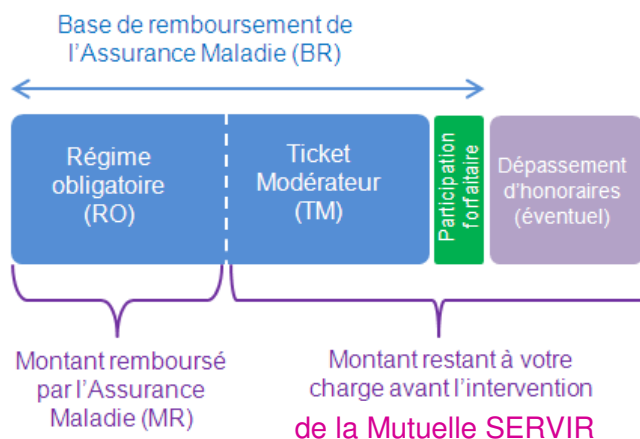 Base de remboursement de
l'Assurance Maladie (BR)
Régime
obligatoire
(RO)
Ticket
Modérateur
(TM)
Participation
forfaitaire
Dépassement
d'honoraires
(éventuel)
Montant remboursé
par l'Assurance
Maladie (MR)
Montant restant à votre
charge avant l'intervention
de la Mutuelle SERVIR